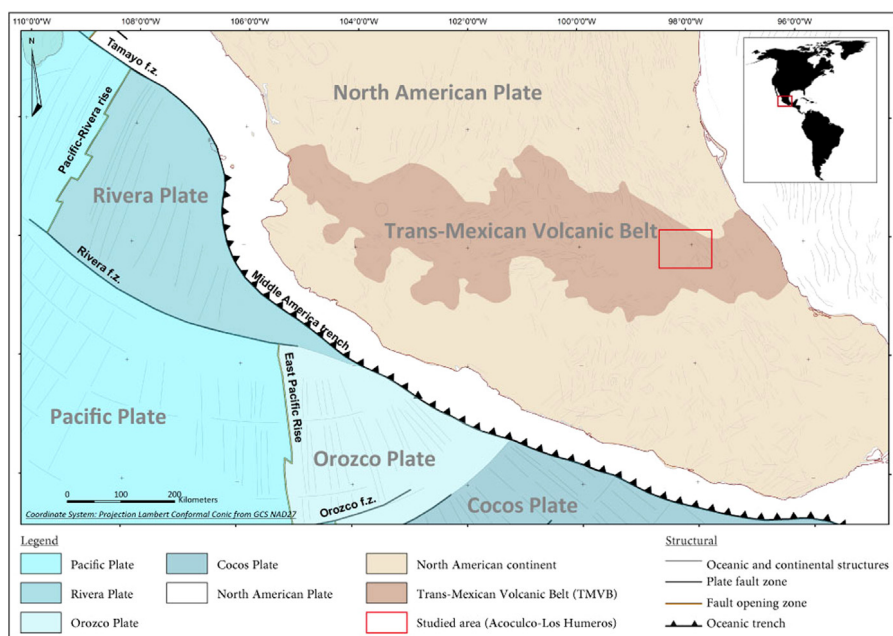 110°0'0"W 108°0'0"W 106°0'0"W 104°0'0"W 102°0'0"W 100°0'0"W 98°0'0"W 96°0'0"W
N
Tamayo f.z.
Pacific-Rivera rise
North American Plate
Rivera Plate
Trans-Mexican Volcanic Belt
Rivera f.z.
Middle America trench
East Pacific Rise
Pacific Plate
Orozco Plate
Orozco f.z.
Cocos Plate
0 100 200
Kilometers
Coordinate System: Projection Lambert Conformal Conic from GCS NAD27
Legend
Pacific Plate
Rivera Plate
Orozco Plate
Cocos Plate
North American Plate
North American continent
Trans-Mexican Volcanic Belt (TMVB)
Studied area (Acoculco-Los Humeros)
Structural
Oceanic and continental structures
Plate fault zone
Fault opening zone
Oceanic trench